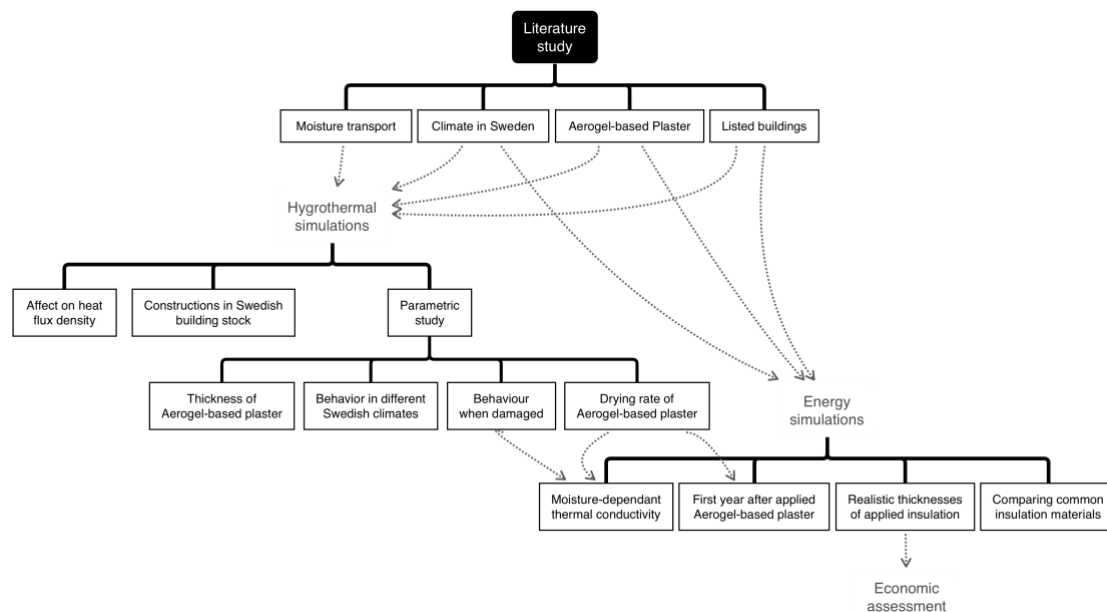 Literature
study
Moisture transport
Climate in Sweden
Aerogel-based Plaster
Listed buildings
Hygrothermal
simulations
Affect on heat
flux density
Constructions in Swedish
building stock
Parametric
study
Thickness of
Aerogel-based plaster
Behavior in different
Swedish climates
Behaviour
when damaged
Drying rate of
Aerogel-based plaster
Energy
simulations
Moisture-dependant
thermal conductivity
First year after applied
Aerogel-based plaster
Realistic thicknesses
of applied insulation
Comparing common
insulation materials
Economic
assessment